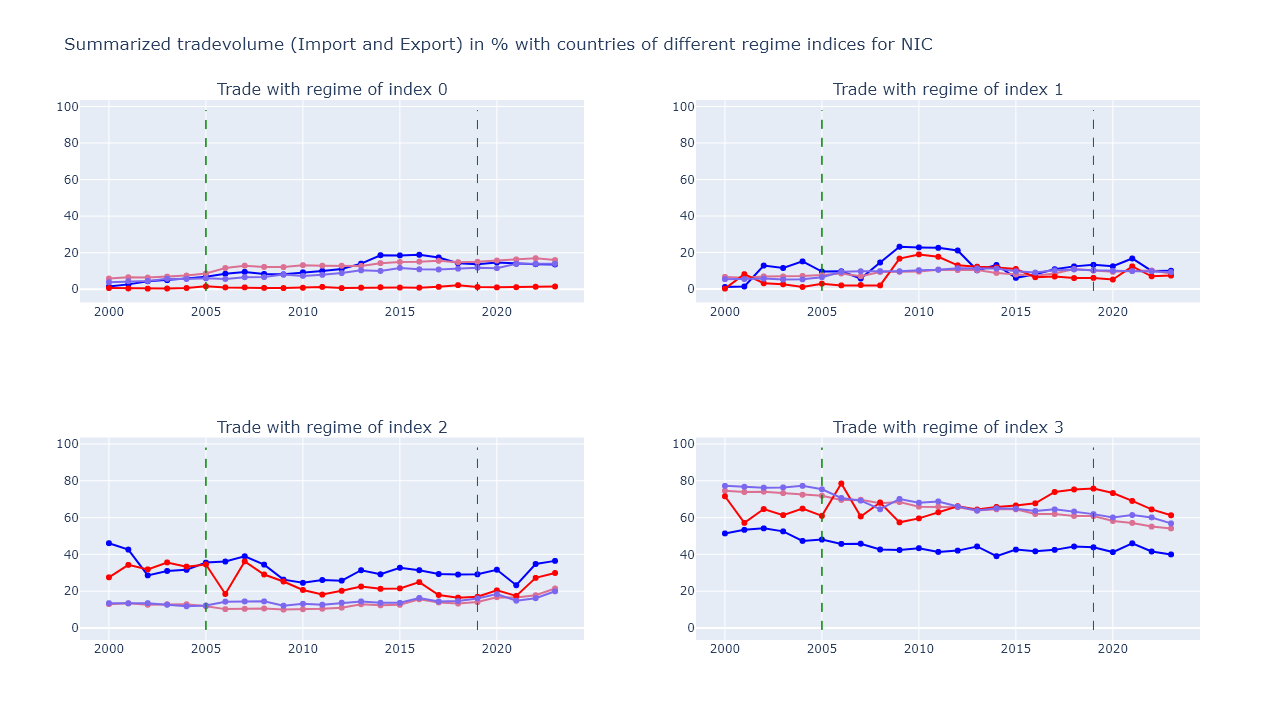 Summarized tradevolume (Import and Export) in % with countries of different regime indices for NIC
Trade with regime of index 0
100
80
60
40
20
0
2000 2005 2010 2015 2020
Trade with regime of index 1
100
80
60
40
20
0
2000 2005 2010 2015 2020
Trade with regime of index 2
100
80
60
40
20
0
2000 2005 2010 2015 2020
Trade with regime of index 3
100
80
60
40
20
0
2000 2005 2010 2015 2020